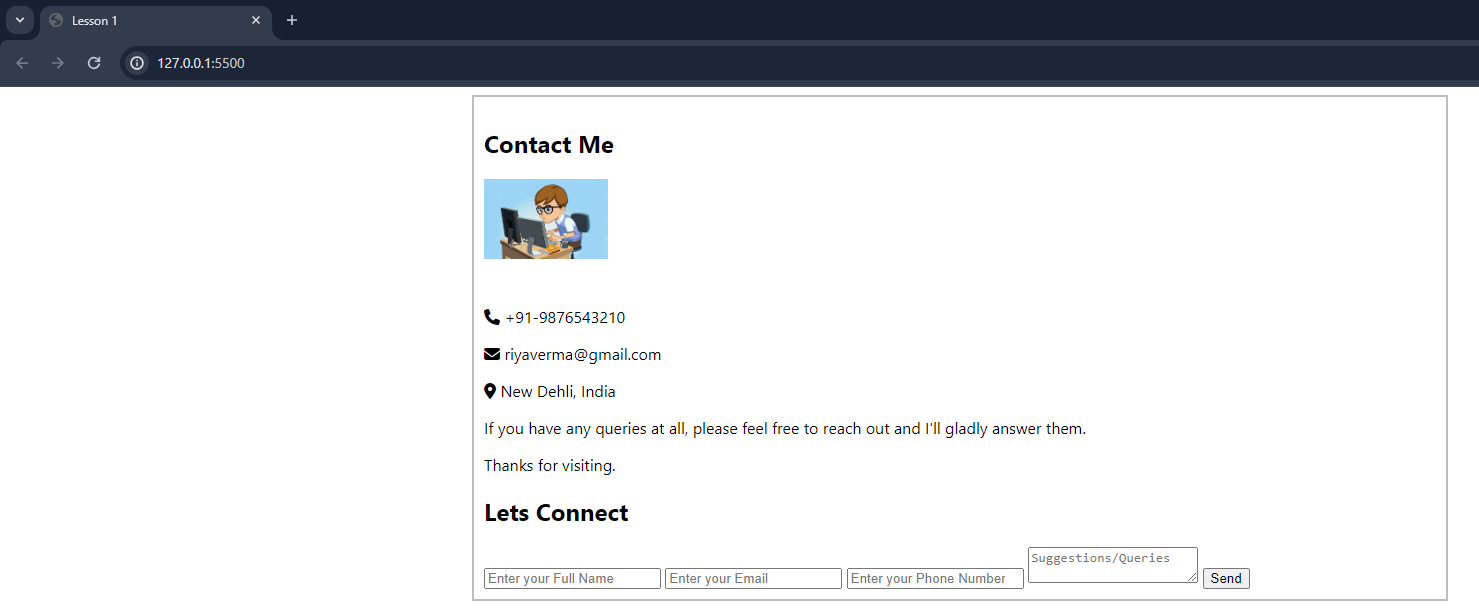 Lesson 1
127.0.0.1:5500
Contact Me
+91-9876543210
riyaverma@gmail.com
New Dehli, India
If you have any queries at all, please feel free to reach out and I'll gladly answer them.
Thanks for visiting.
Lets Connect
Enter your Full Name Enter your Email Enter your Phone Number Suggestions/Queries Send